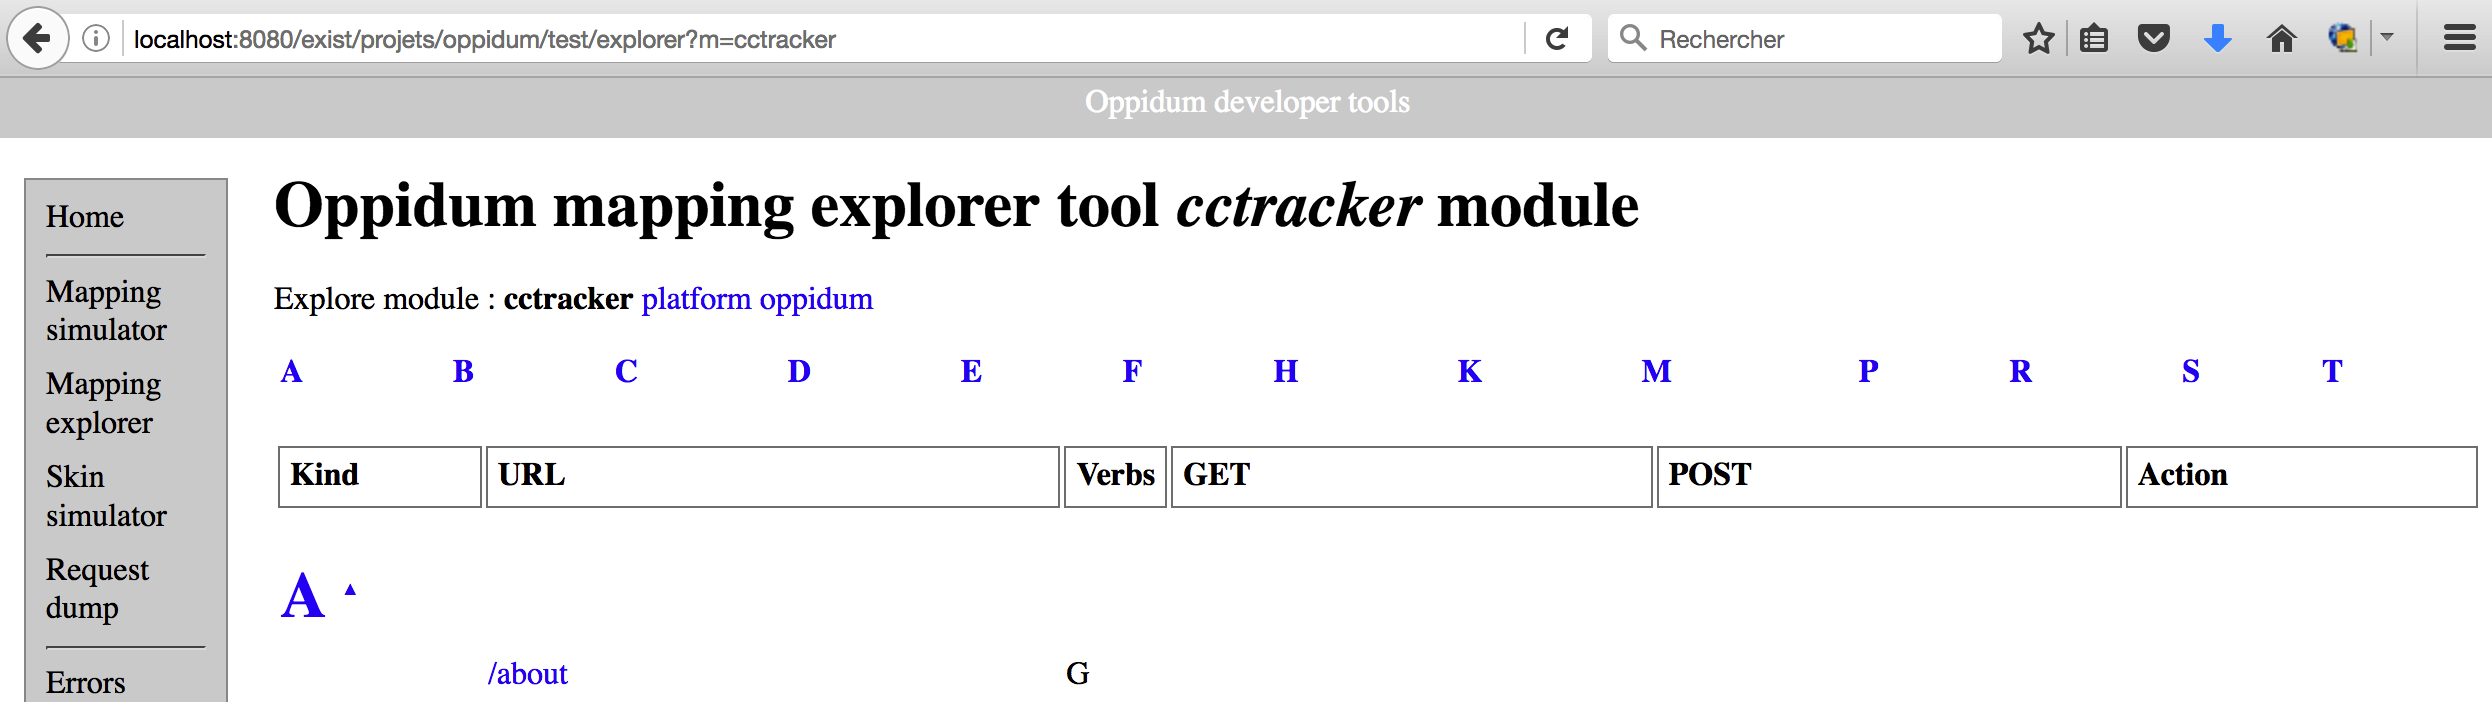 localhost:8080/exist/projets/oppidum/test/explorer?m=cctracker
Rechercher
Oppidum developer tools
Home
Mapping
simulator
Mapping
explorer
Skin
simulator
Request
dump
Errors
Oppidum mapping explorer tool cctracker module
Explore module : cctracker platform oppidum
A B C D E F H K M P R S T
Kind URL Verbs GET POST Action
A ▲
/about G